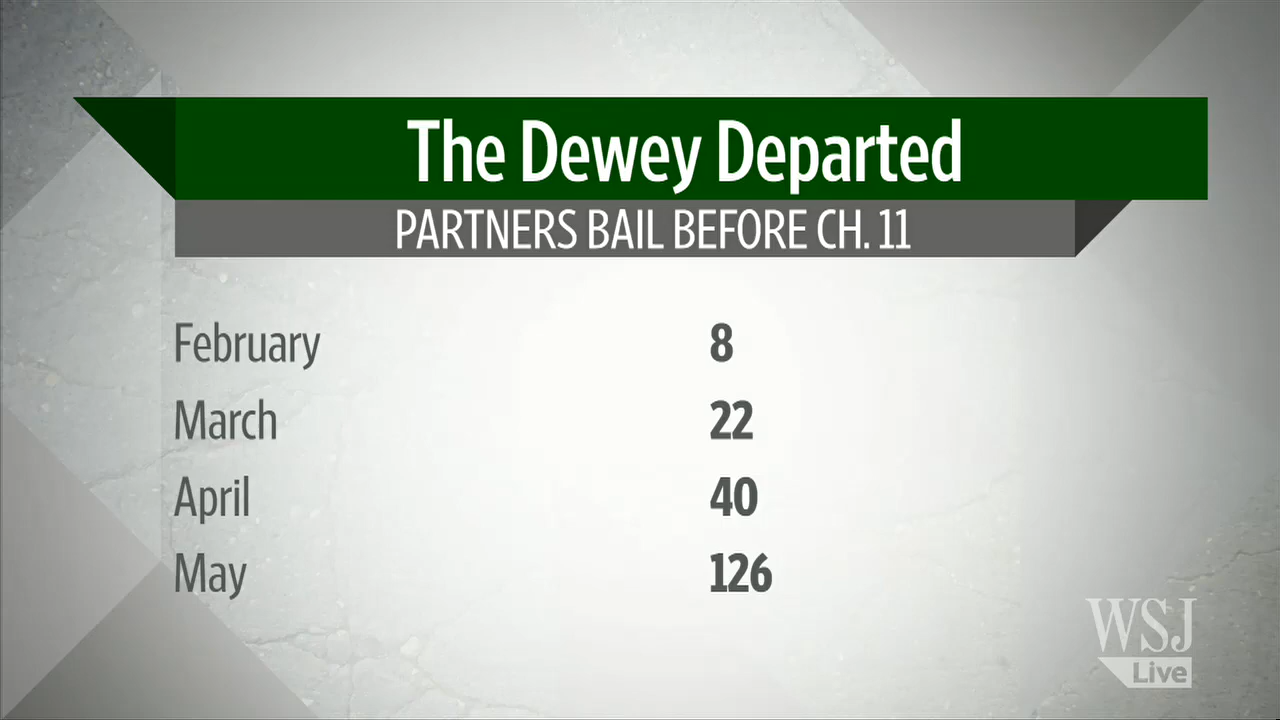 The Dewey Departed
PARTNERS BAIL BEFORE CH. 11
February 8
March 22
April 40
May 126
WSJ
Live